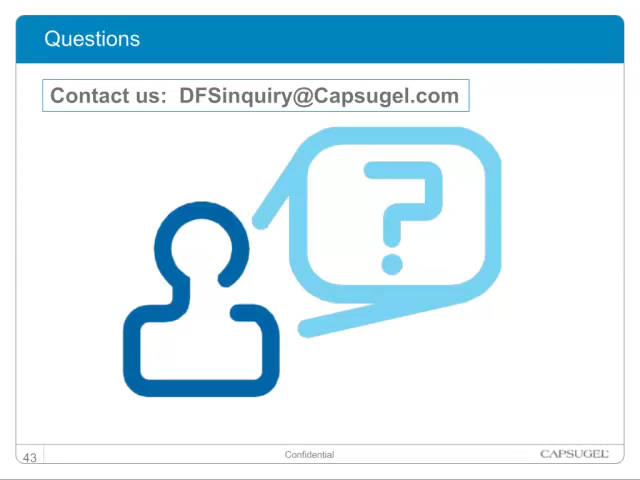 Questions
Contact us: DFSinquiry@Capsugel.com
?
43
Confidential
CAPSUGEL